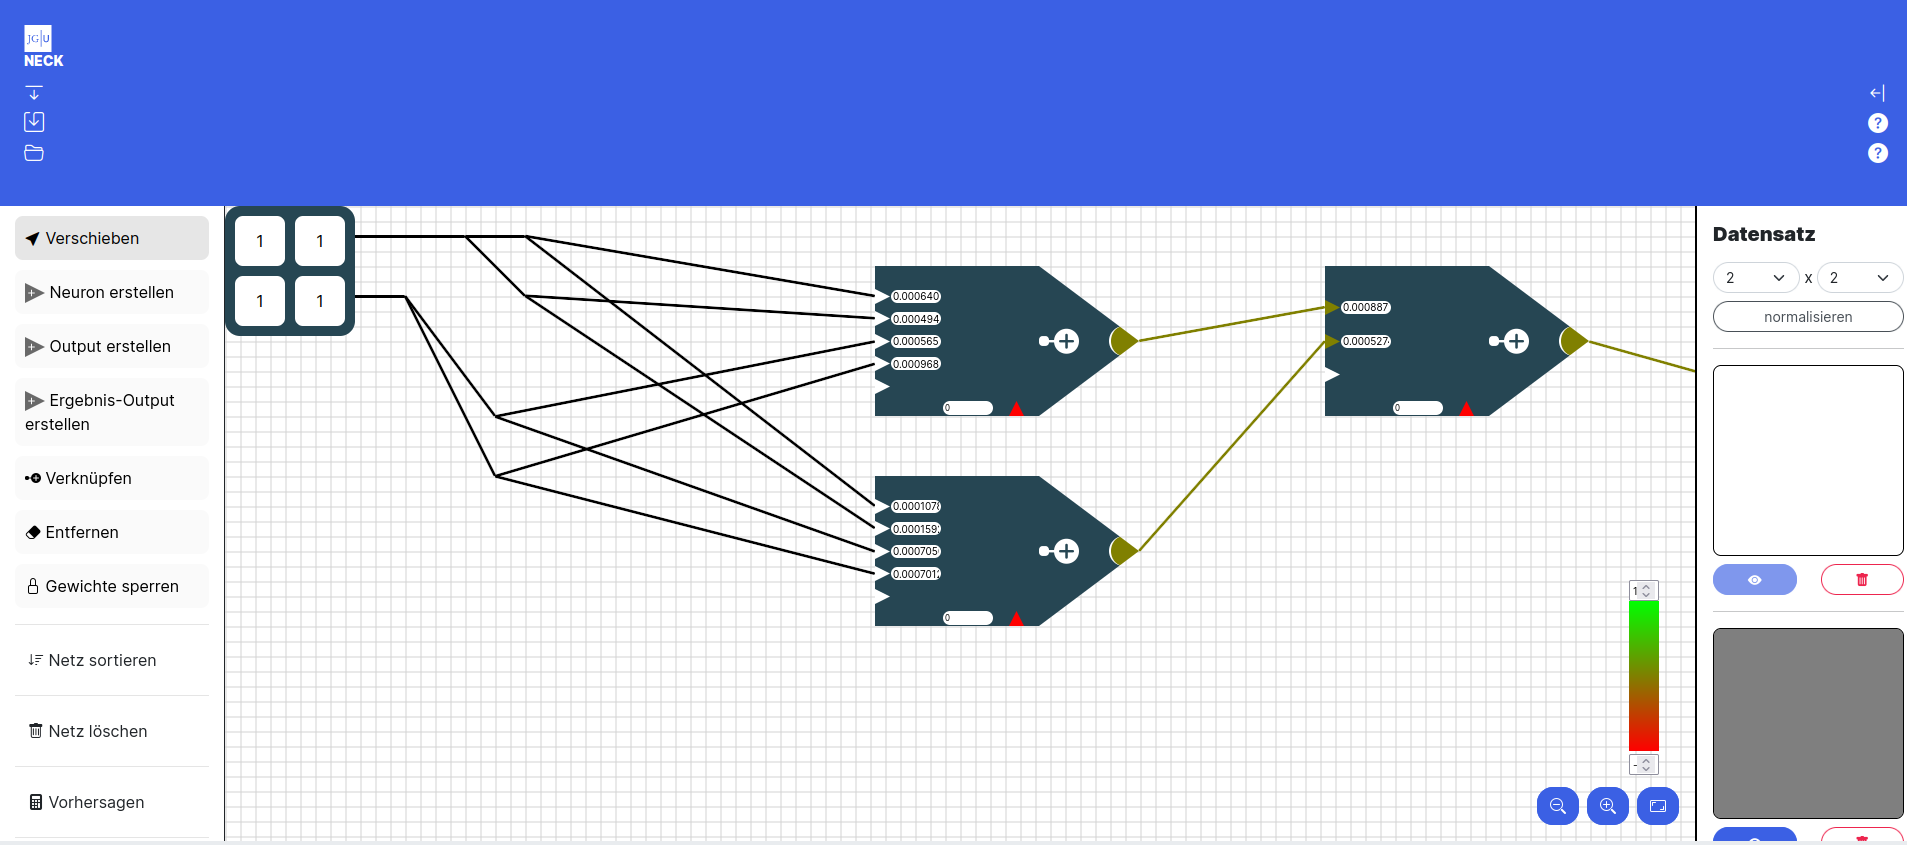 JG|U
NECK
Verschieben
Neuron erstellen
Output erstellen
Ergebnis-Output
erstellen
Verknüpfen
Entfernen
Gewichte sperren
Netz sortieren
Netz löschen
Vorhersagen
1 1
1 1
0.000640
0.000494
0.000565
0.000968
0
0.000107
0.000159
0.000705
0.000701
0
0.000887
0.000527
0
1
-
Datensatz
2 x 2
normalisieren